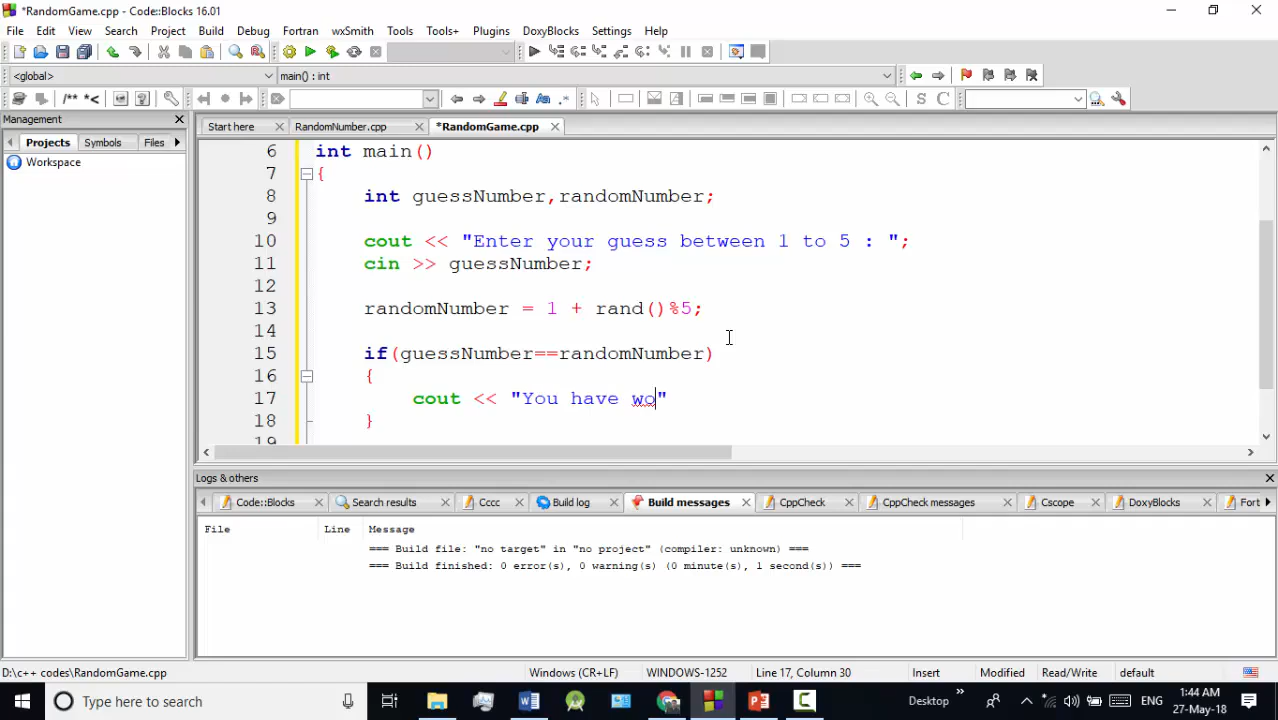 *RandomGame.cpp - Code::Blocks 16.01
File Edit View Search Project Build Debug Fortran wxSmith Tools Tools+ Plugins DoxyBlocks Settings Help
<global> main() : int
/** *< .* S C
Management
Projects Symbols Files
Workspace
Start here RandomNumber.cpp *RandomGame.cpp
6 int main()
7 {
8 int guessNumber,randomNumber;
9
10 cout << "Enter your guess between 1 to 5 : ";
11 cin >> guessNumber;
12
13 randomNumber = 1 + rand()%5;
14
15 if(guessNumber==randomNumber)
16 {
17 cout << "You have wo"
18 }
19
Logs & others
Code::Blocks Search results Cccc Build log Build messages CppCheck CppCheck messages Cscope DoxyBlocks Fort
File Line Message
=== Build file: "no target" in "no project" (compiler: unknown) ===
=== Build finished: 0 error(s), 0 warning(s) (0 minute(s), 1 second(s)) ===
D:\c++ codes\RandomGame.cpp Windows (CR+LF) WINDOWS-1252 Line 17, Column 30 Insert Modified Read/Write default
Type here to search Desktop ENG 1:44 AM
27-May-18